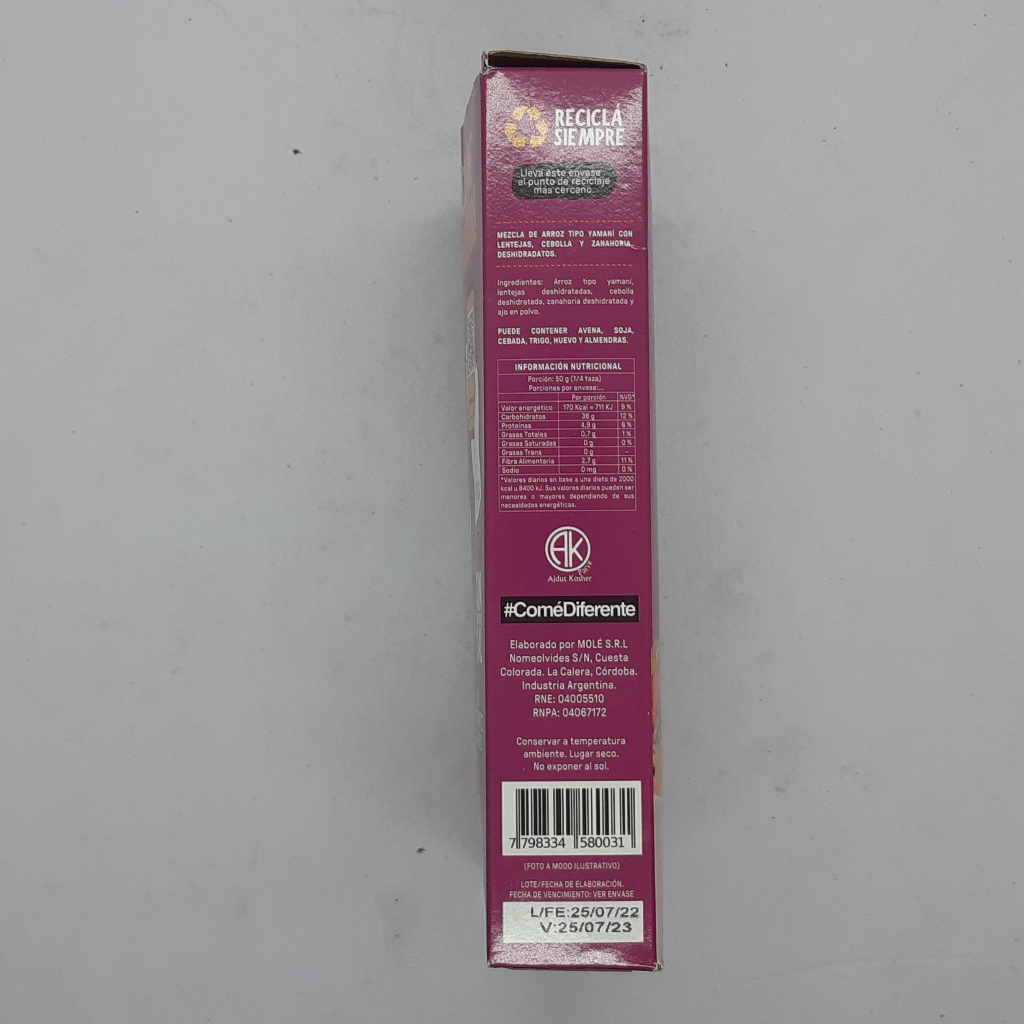 RECICLÁ
SIEMPRE
Llevá este envase
al punto de reciclaje
más cercano.
MEZCLA DE ARROZ TIPO YAMANÍ CON
LENTEJAS, CEBOLLA Y ZANAHORIA
DESHIDRATADOS.
Ingredientes: Arroz tipo yamaní,
lentejas deshidratadas, cebolla
deshidratada, zanahoria deshidratada y
ajo en polvo.
PUEDE CONTENER AVENA, SOJA,
CEBADA, TRIGO, HUEVO Y ALMENDRAS.
INFORMACIÓN NUTRICIONAL
Porción: 50 g (1/4 taza)
Porciones por envase:...
Por porción %VD*
Valor energético 170 Kcal = 711 KJ 9 %
Carbohidratos 36 g 12 %
Proteínas 4,9 g 6 %
Grasas Totales 0,7 g 1 %
Grasas Saturadas 0 g 0 %
Grasas Trans 0 g -
Fibra Alimentaria 2,7 g 11 %
Sodio 0 mg 0 %
*Valores diarios en base a una dieta de 2000
kcal u 8400 kJ. Sus valores diarios pueden ser
menores o mayores dependiendo de sus
necesidades energéticas.
AK
Parve
Ajdut Kosher
#ComéDiferente
Elaborado por MOLÉ S.R.L
Nomeolvides S/N, Cuesta
Colorada. La Calera, Córdoba.
Industria Argentina.
RNE: 04005510
RNPA: 04067172
Conservar a temperatura
ambiente. Lugar seco.
No exponer al sol.
7 798334 580031
(FOTO A MODO ILUSTRATIVO)
LOTE/FECHA DE ELABORACIÓN.
FECHA DE VENCIMIENTO: VER ENVASE
L/FE:25/07/22
V:25/07/23